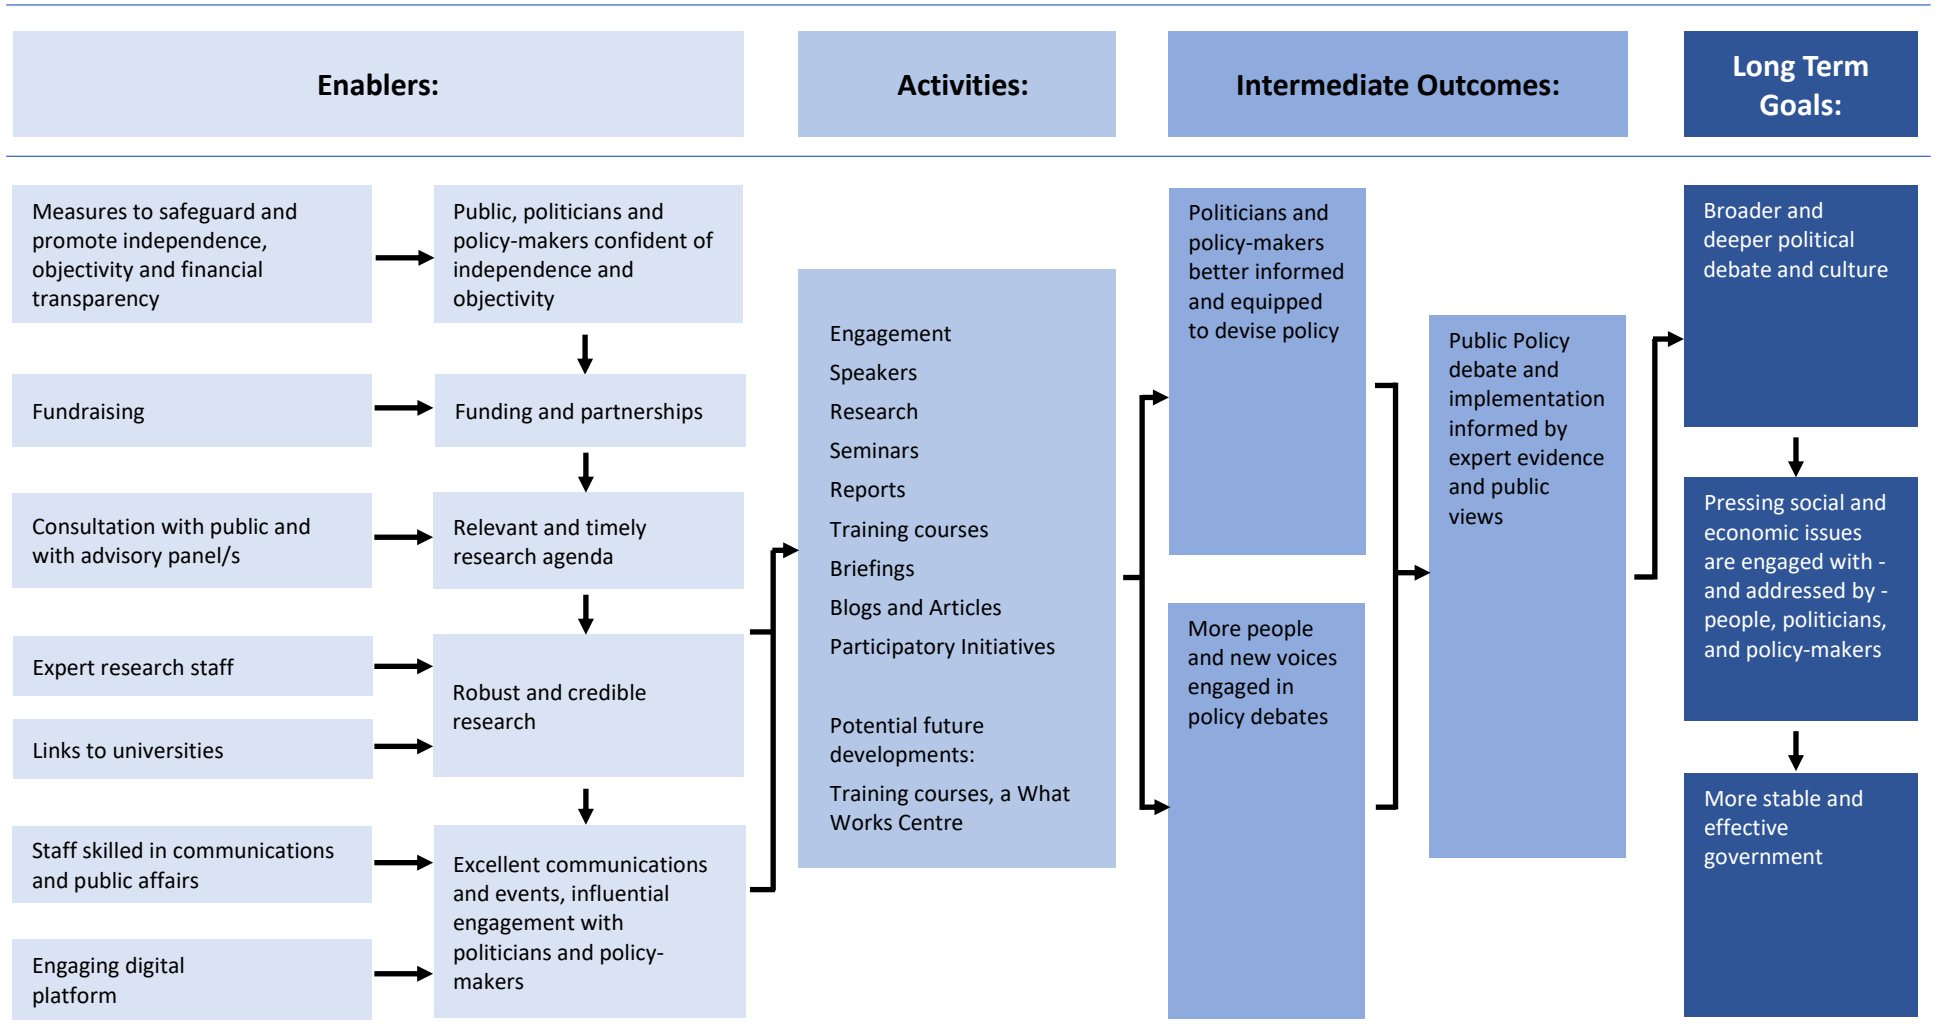 Enablers:
Activities:
Intermediate Outcomes:
Long Term
Goals:
Measures to safeguard and
promote independence,
objectivity and financial
transparency
Public, politicians and
policy-makers confident of
independence and
objectivity
Fundraising
Funding and partnerships
Consultation with public and
with advisory panel/s
Relevant and timely
research agenda
Expert research staff
Links to universities
Robust and credible
research
Staff skilled in communications
and public affairs
Engaging digital
platform
Excellent communications
and events, influential
engagement with
politicians and policy-
makers
Engagement
Speakers
Research
Seminars
Reports
Training courses
Briefings
Blogs and Articles
Participatory Initiatives
Potential future
developments:
Training courses, a What
Works Centre
Politicians and
policy-makers
better informed
and equipped
to devise policy
More people
and new voices
engaged in
policy debates
Public Policy
debate and
implementation
informed by
expert evidence
and public
views
Broader and
deeper political
debate and culture
Pressing social and
economic issues
are engaged with -
and addressed by -
people, politicians,
and policy-makers
More stable and
effective
government